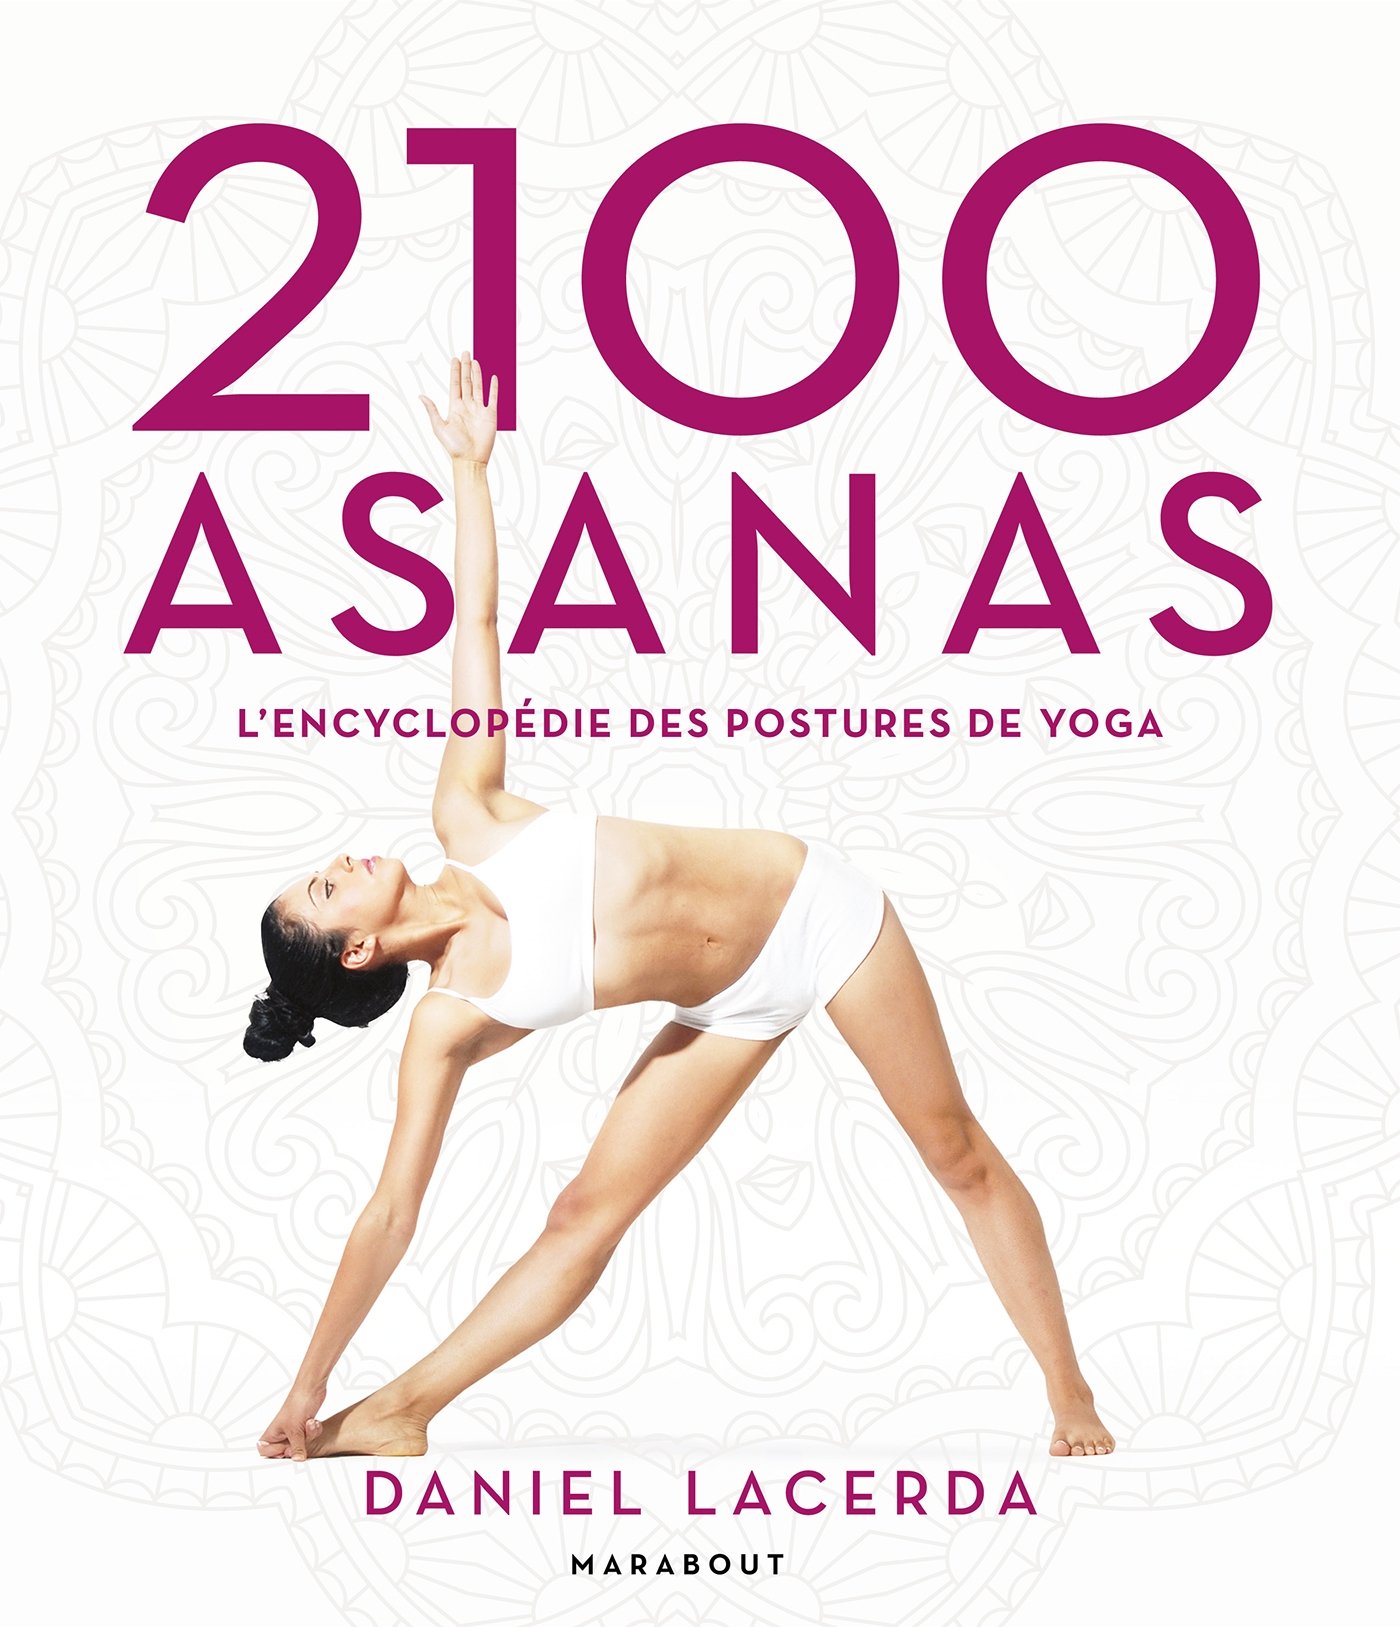 2100
ASANAS
L'ENCYCLOPÉDIE DES POSTURES DE YOGA
DANIEL LACERDA
MARABOUT